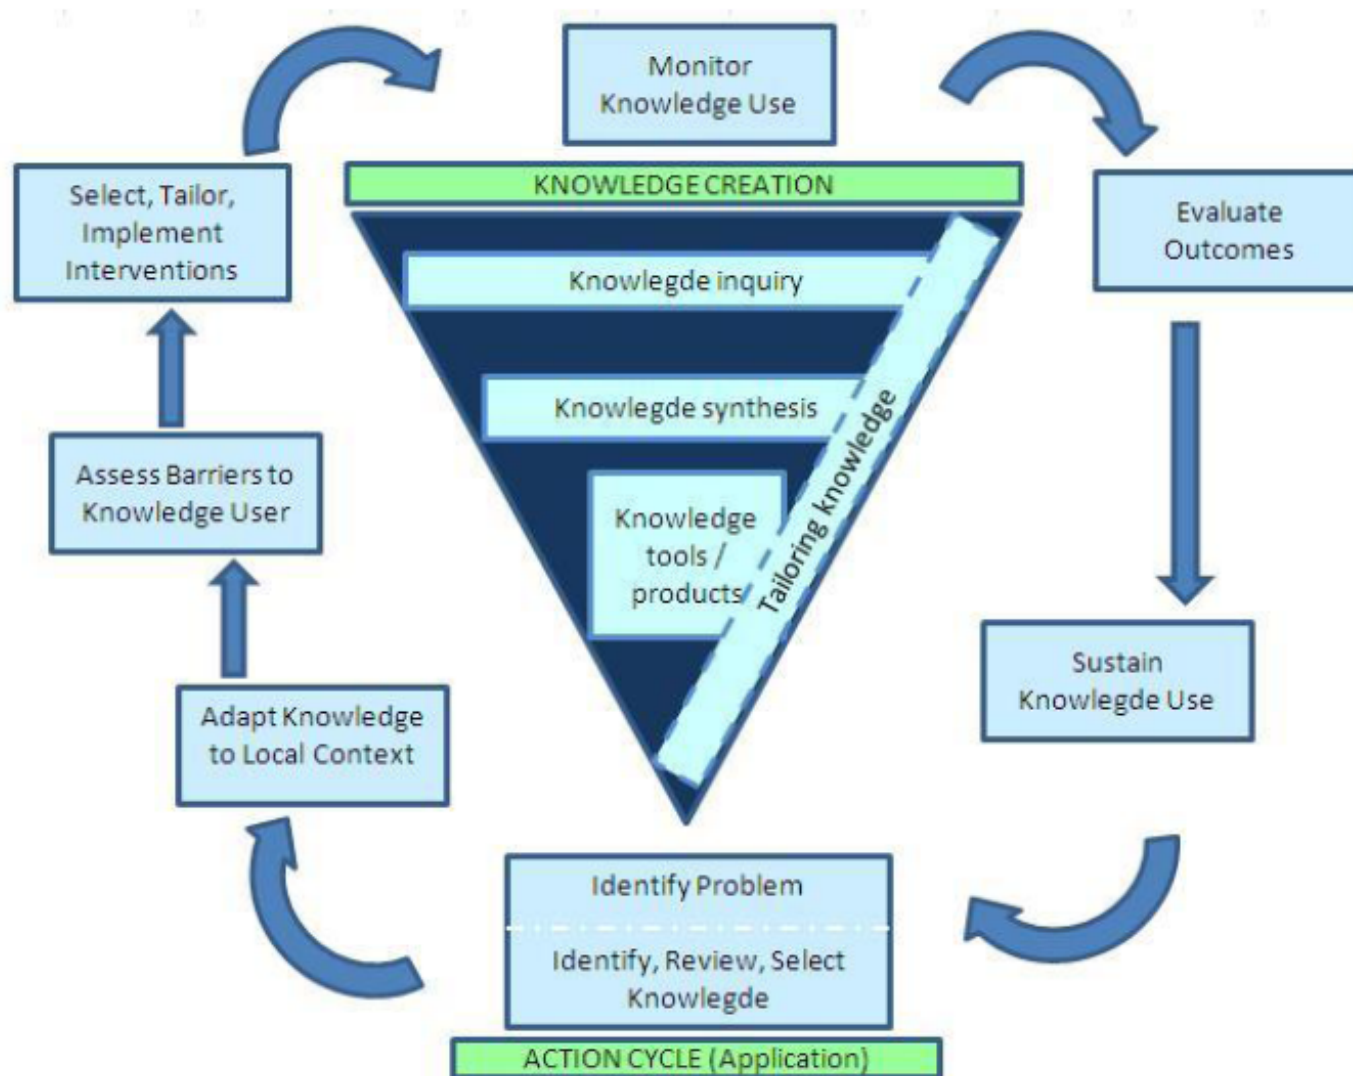 Monitor
Knowledge Use
KNOWLEDGE CREATION
Select, Tailor,
Implement
Interventions
Evaluate
Outcomes
Knowlegde inquiry
Knowlegde synthesis
Tailoring knowledge
Assess Barriers to
Knowledge User
Knowledge
tools /
products
Sustain
Knowlegde Use
Adapt Knowledge
to Local Context
Identify Problem
Identify, Review, Select
Knowlegde
ACTION CYCLE (Application)